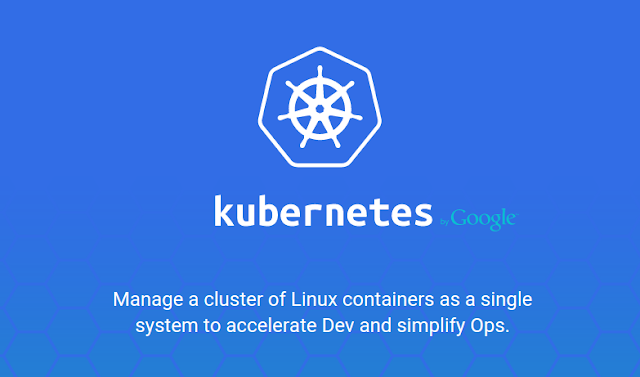 kubernetes by Google
Manage a cluster of Linux containers as a single
system to accelerate Dev and simplify Ops.